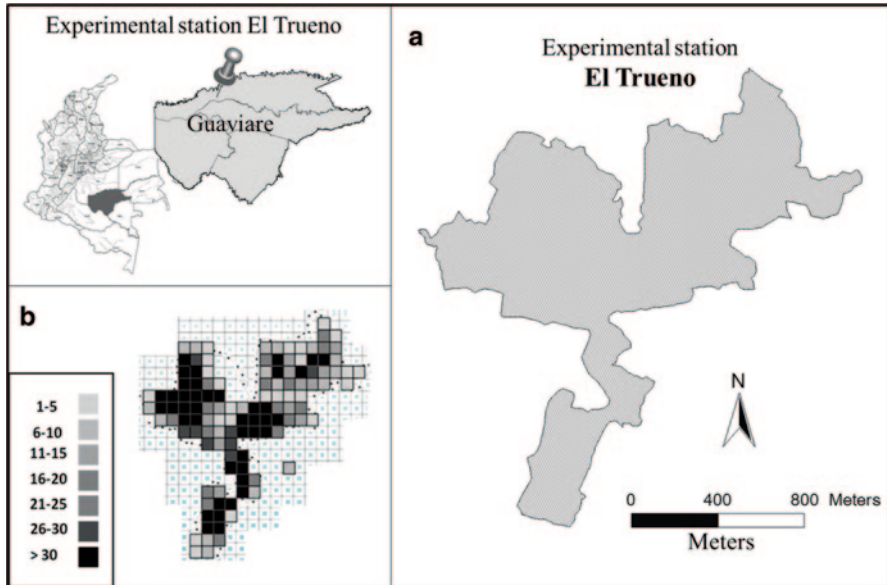 Experimental station El Trueno
Guaviare
a
Experimental station
El Trueno
N
0 400 800 Meters
Meters
b
1-5
6-10
11-15
16-20
21-25
26-30
> 30